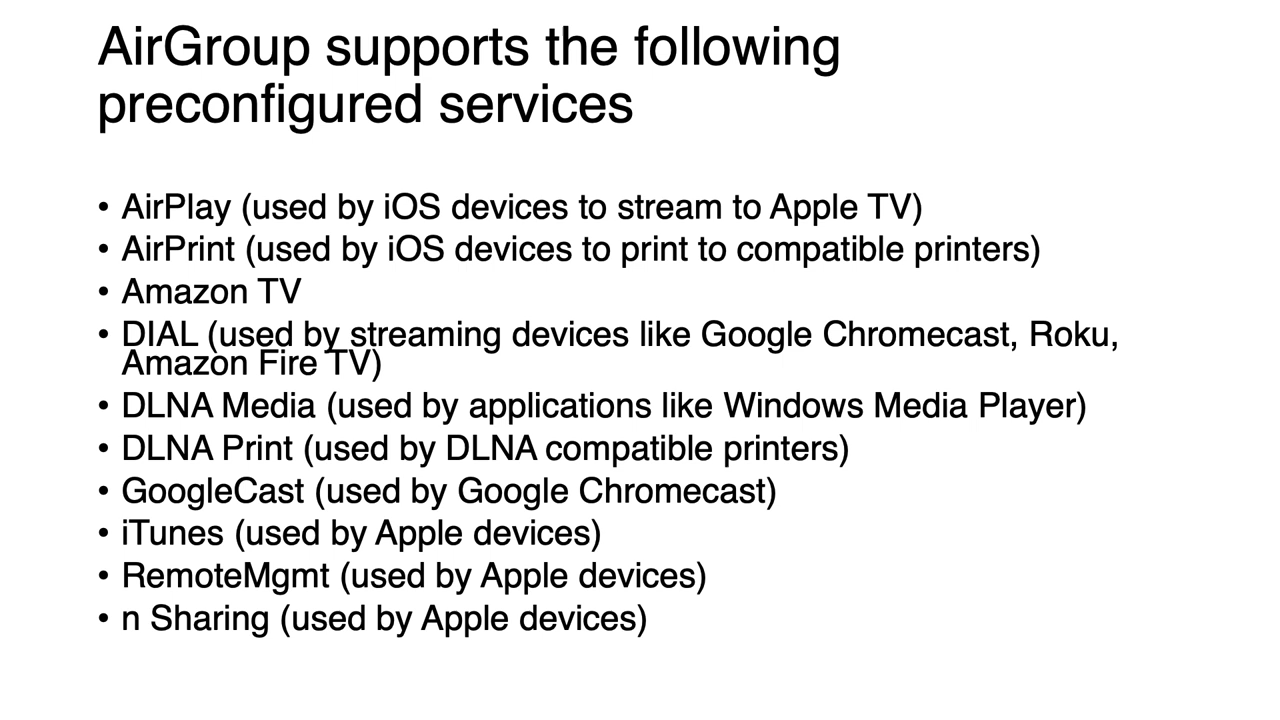 AirGroup supports the following
preconfigured services
• AirPlay (used by iOS devices to stream to Apple TV)
• AirPrint (used by iOS devices to print to compatible printers)
• Amazon TV
• DIAL (used by streaming devices like Google Chromecast, Roku,
Amazon Fire TV)
• DLNA Media (used by applications like Windows Media Player)
• DLNA Print (used by DLNA compatible printers)
• GoogleCast (used by Google Chromecast)
• iTunes (used by Apple devices)
• RemoteMgmt (used by Apple devices)
• n Sharing (used by Apple devices)